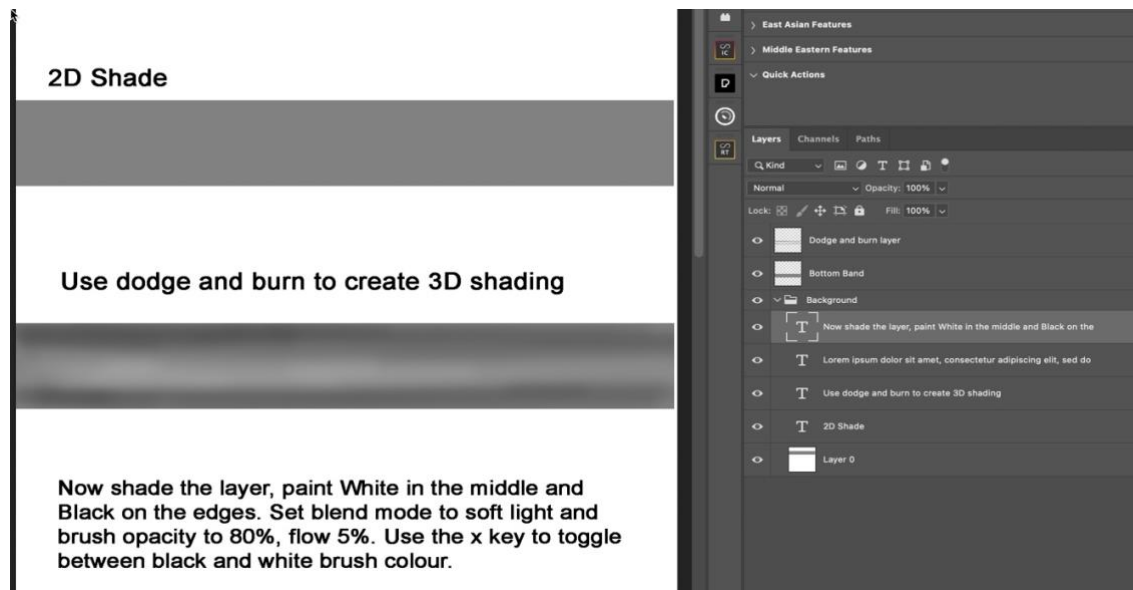 2D Shade
Use dodge and burn to create 3D shading
Now shade the layer, paint White in the middle and
Black on the edges. Set blend mode to soft light and
brush opacity to 80%, flow 5%. Use the x key to toggle
between black and white brush colour.
IC
D
RT
East Asian Features
Middle Eastern Features
Quick Actions
Layers Channels Paths
Kind
Normal Opacity: 100%
Lock: Fill: 100%
Dodge and burn layer
Bottom Band
Background
T Now shade the layer, paint White in the middle and Black on the
T Lorem ipsum dolor sit amet, consectetur adipiscing elit, sed do
T Use dodge and burn to create 3D shading
T 2D Shade
Layer 0